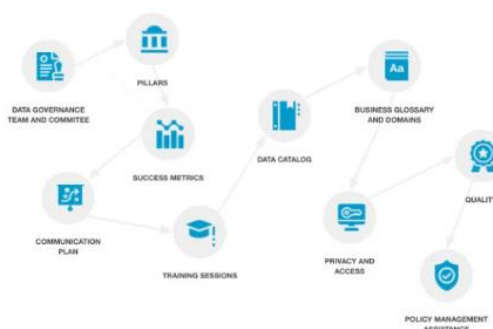 DATA GOVERNANCE
TEAM AND COMMITEE
PILLARS
SUCCESS METRICS
COMMUNICATION
PLAN
TRAINING SESSIONS
DATA CATALOG
Aa
BUSINESS GLOSSARY
AND DOMAINS
PRIVACY AND
ACCESS
QUALIT
POLICY MANAGEMENT
ASSISTANCE